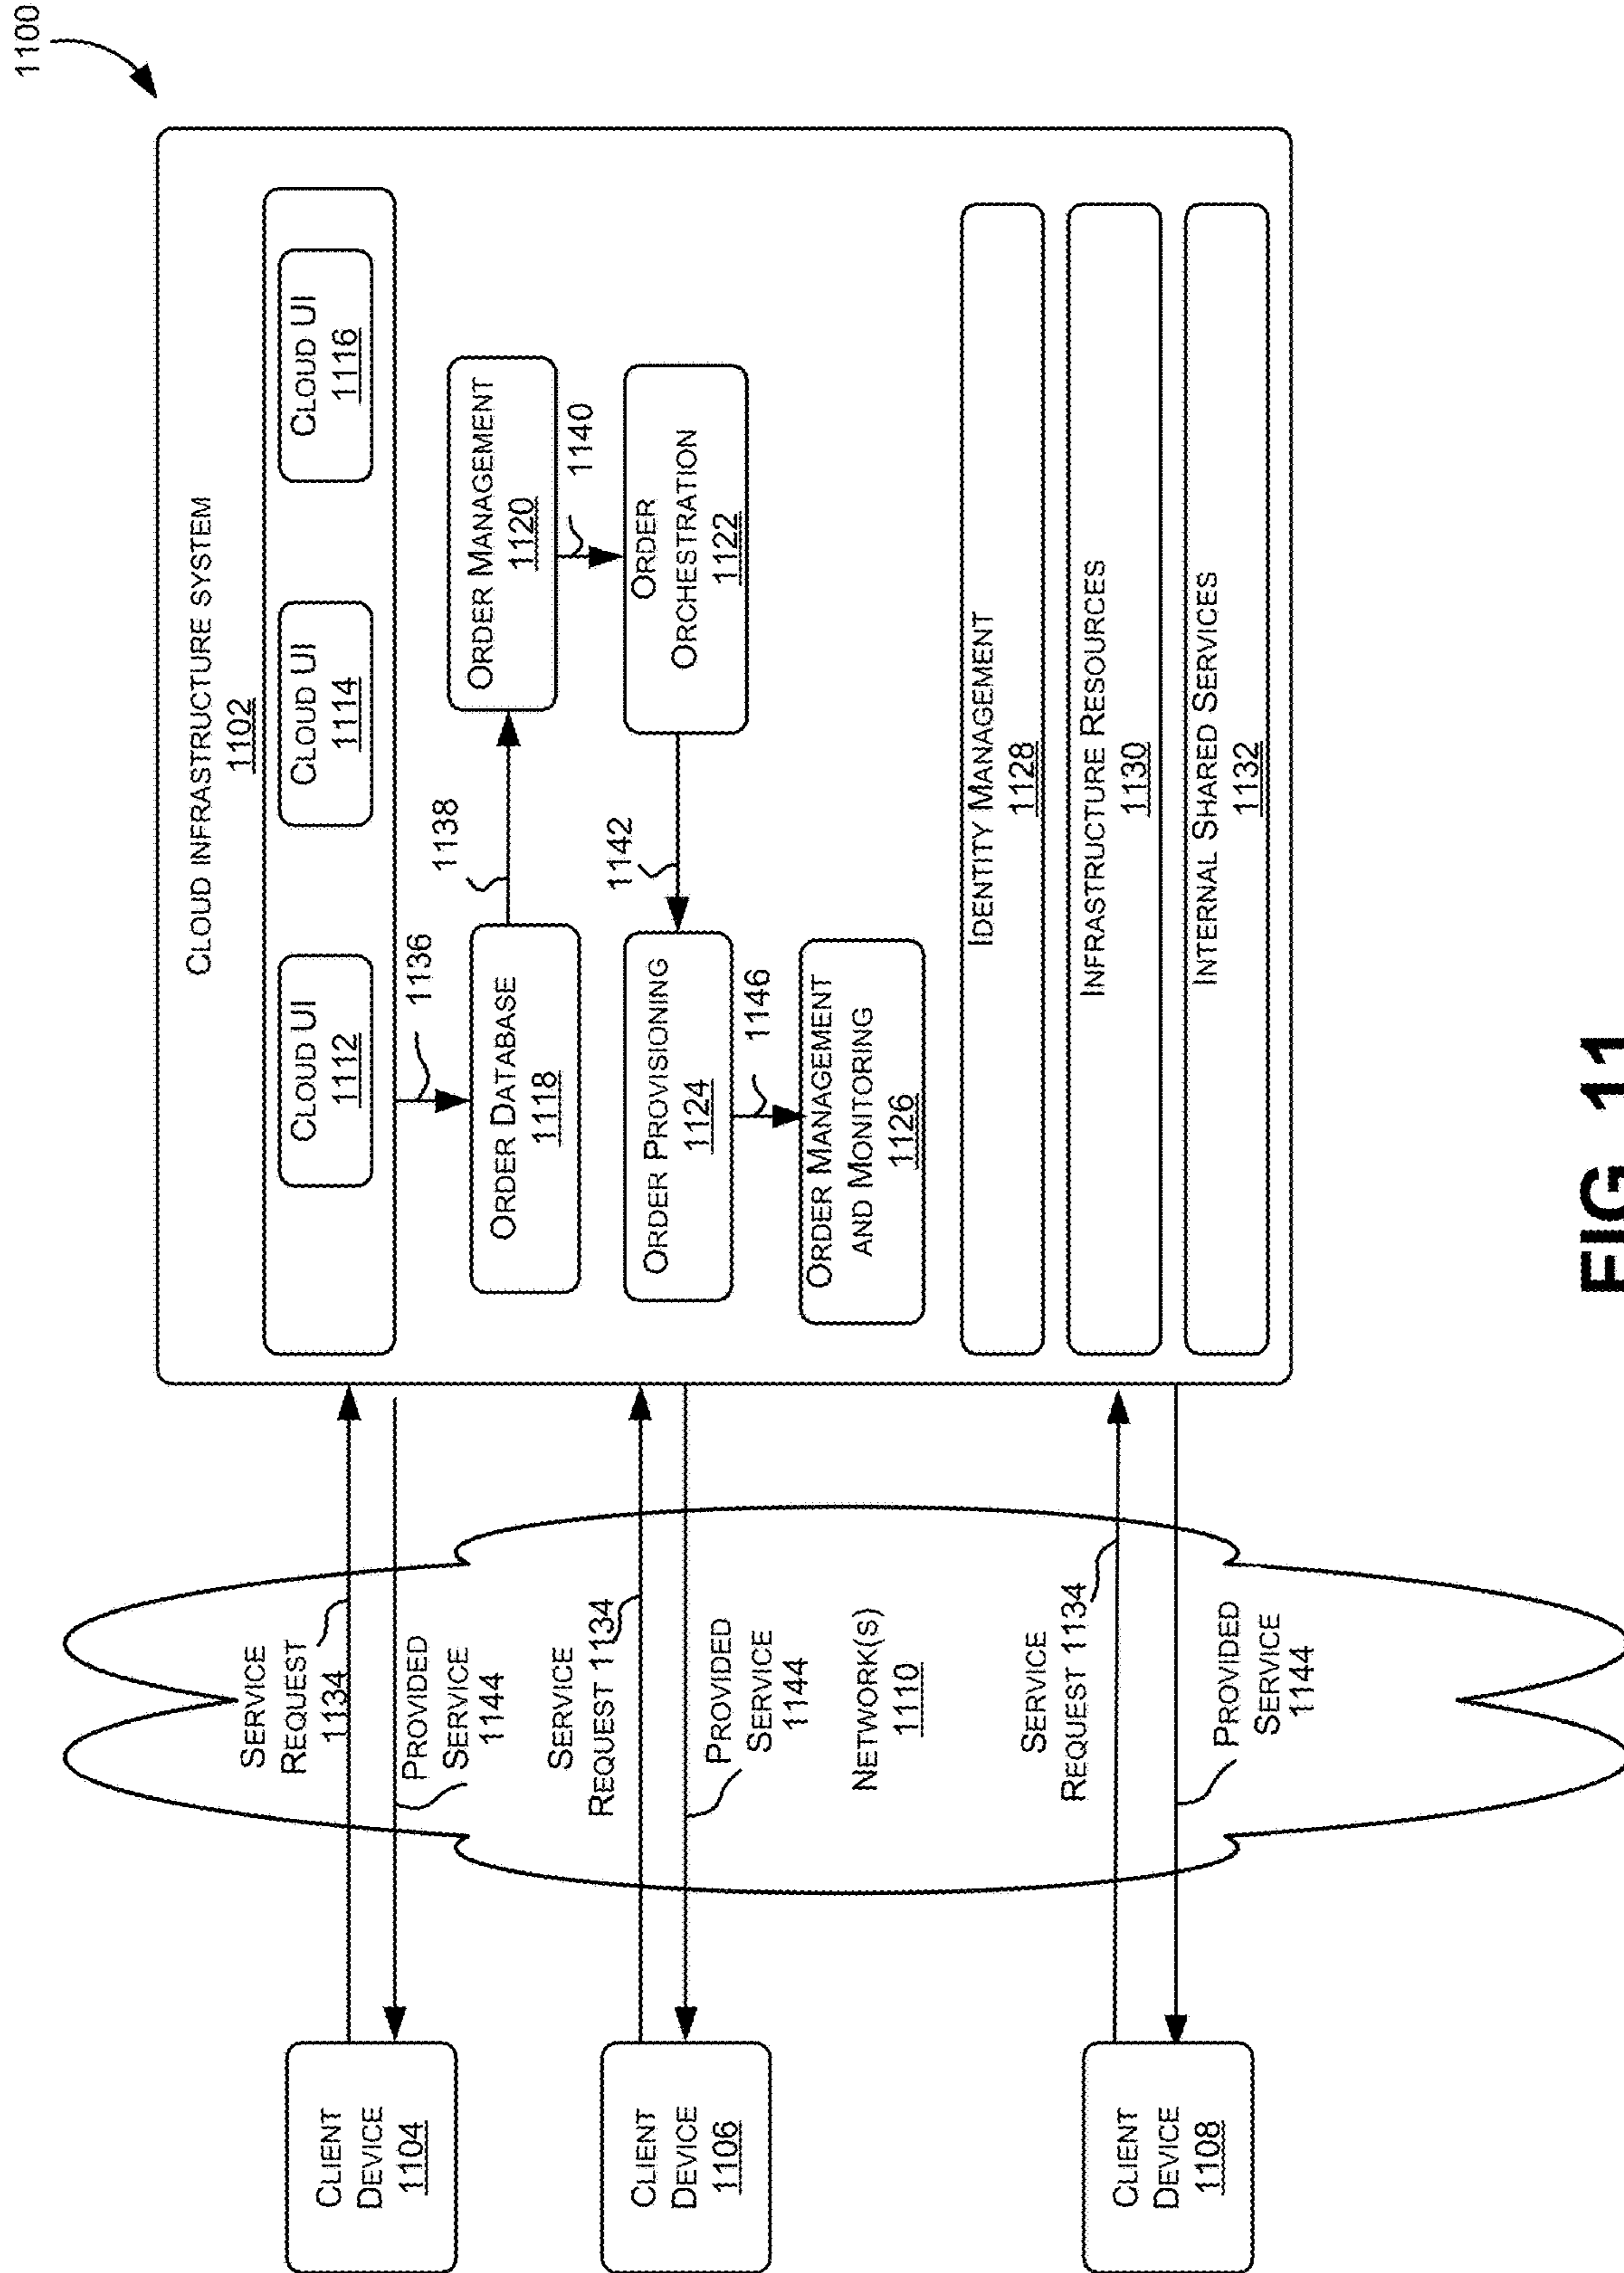 1100
CLOUD INFRASTRUCTURE SYSTEM
1102
CLOUD UI
1112
CLOUD UI
1114
CLOUD UI
1116
1136
ORDER DATABASE
1118
1138
ORDER MANAGEMENT
1120
1140
ORDER
ORCHESTRATION
1122
1142
ORDER PROVISIONING
1124
1146
ORDER MANAGEMENT
AND MONITORING
1126
IDENTITY MANAGEMENT
1128
INFRASTRUCTURE RESOURCES
1130
INTERNAL SHARED SERVICES
1132
SERVICE
REQUEST
1134
PROVIDED
SERVICE
1144
SERVICE
REQUEST 1134
PROVIDED
SERVICE
1144
NETWORK(S)
1110
SERVICE
REQUEST 1134
PROVIDED
SERVICE
1144
CLIENT
DEVICE
1104
CLIENT
DEVICE
1106
CLIENT
DEVICE
1108
FIG. 11